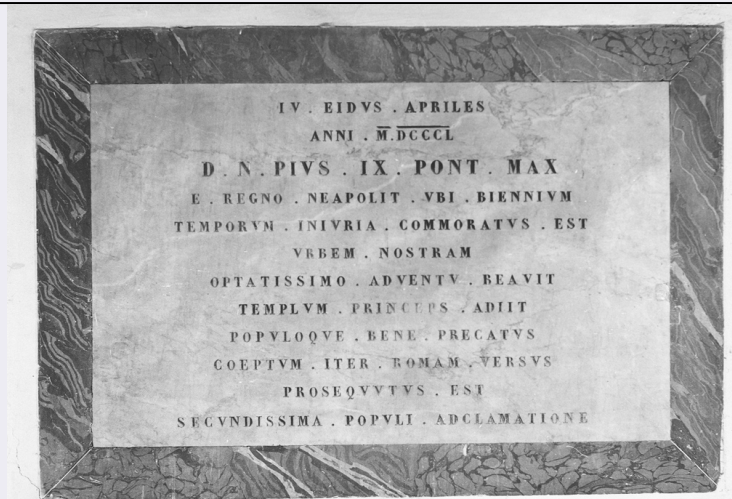 IV . EIDVS . APRILES
ANNI . M.DCCCL
D . N . PIVS . IX . PONT . MAX
E . REGNO . NEAPOLIT . VBI . BIENNIVM
TEMPORVM . INIVRIA . COMMORATVS . EST
VRBEM . NOSTRAM
OPTATISSIMO . ADVENTV . BEAVIT
TEMPLVM . PRINCEPS . ADIIT
POPVLOQVE . BENE . PRECATVS
COEPTVM . ITER . ROMAM . VERSVS
PROSEQVVTVS . EST
SECVNDISSIMA . POPVLI . ADCLAMATIONE